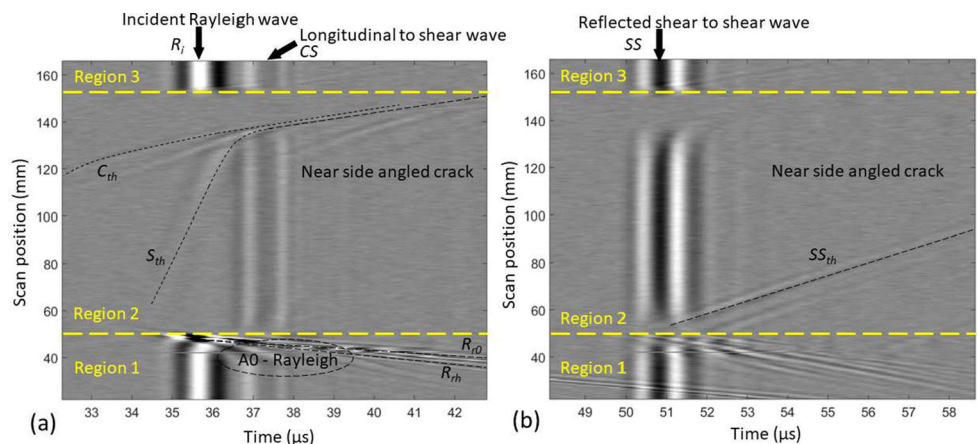 Incident Rayleigh wave
Ri
Longitudinal to shear wave
CS
Reflected shear to shear wave
SS
Region 3
Cth
Near side angled crack
Sth
Region 2
A0 - Rayleigh
Rr0
Rrh
Region 1
160
140
120
100
80
60
40
Scan position (mm)
33 34 35 36 37 38 39 40 41 42
Time (μs)
(a)
Region 3
Near side angled crack
SSth
Region 2
Region 1
160
140
120
100
80
60
40
Scan position (mm)
49 50 51 52 53 54 55 56 57 58
Time (μs)
(b)